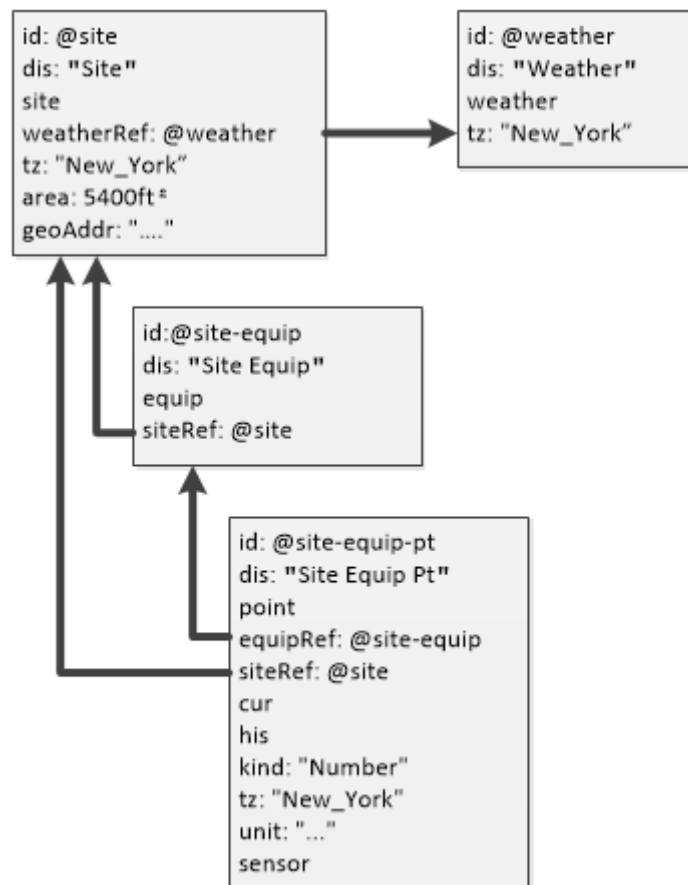 id: @site
dis: "Site"
site
weatherRef: @weather
tz: "New_York"
area: 5400ft²
geoAddr: "...."
id: @weather
dis: "Weather"
weather
tz: "New_York"
id:@site-equip
dis: "Site Equip"
equip
siteRef: @site
id: @site-equip-pt
dis: "Site Equip Pt"
point
equipRef: @site-equip
siteRef: @site
cur
his
kind: "Number"
tz: "New_York"
unit: "..."
sensor